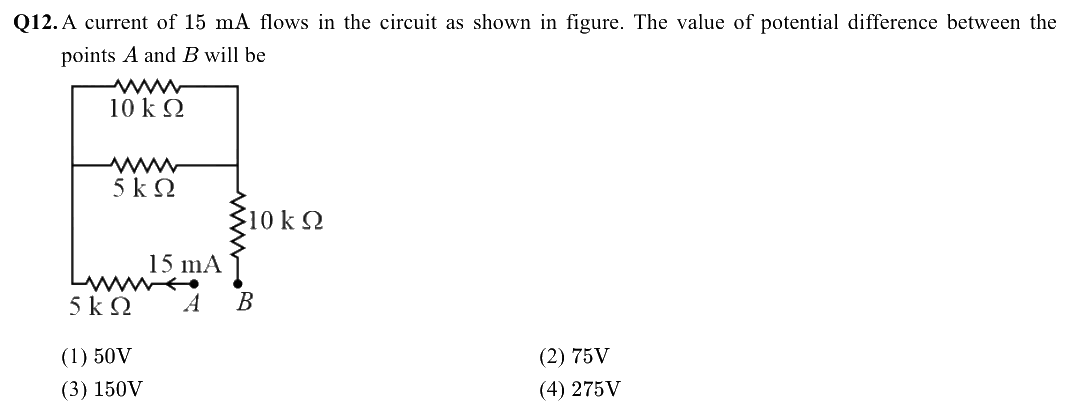 Q12. A current of 15 mA flows in the circuit as shown in figure. The value of potential difference between the
points A and B will be
10 k Ω
5 k Ω
10 k Ω
15 mA
5 k Ω A B
(1) 50V (2) 75V
(3) 150V (4) 275V